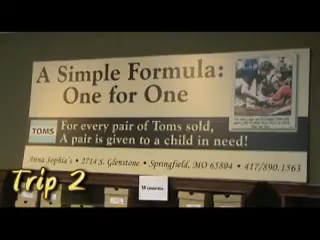 A Simple Formula:
One for One
TOMS
For every pair of Toms sold,
A pair is given to a child in need!
Anna Sophia's • 2714 S. Glenstone • Springfield, MO 65804 • 417/890.1563
Women's
Trip 2